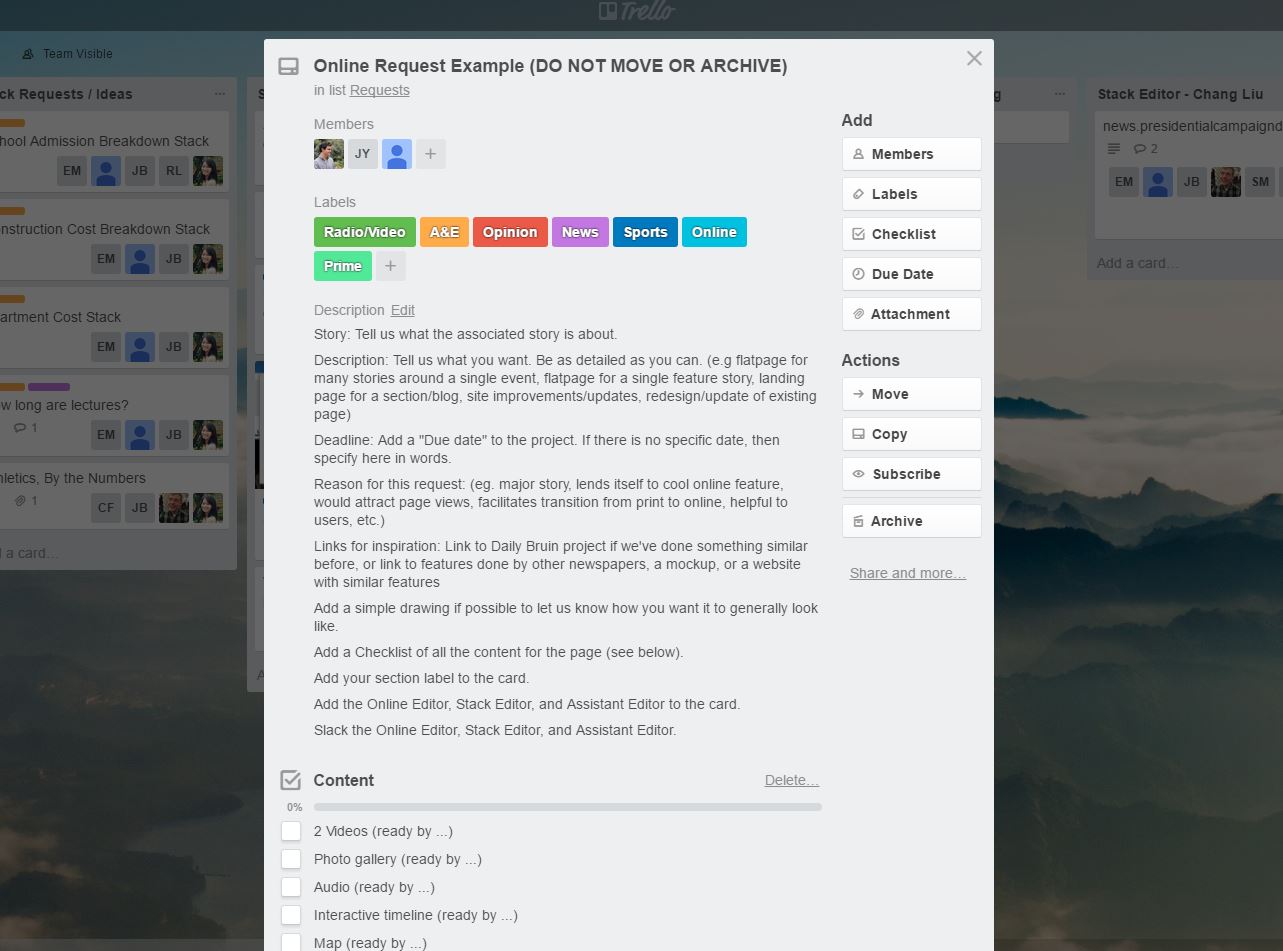 Trello
Team Visible
ck Requests / Ideas
hool Admission Breakdown Stack
EM JB RL
nstruction Cost Breakdown Stack
EM JB
artment Cost Stack
EM JB
w long are lectures?
1
EM JB
hletics, By the Numbers
1
CF JB
d a card…
Online Request Example (DO NOT MOVE OR ARCHIVE)
in list Requests
Members
JY +
Labels
Radio/Video A&E Opinion News Sports Online
Prime +
Description Edit
Story: Tell us what the associated story is about.
Description: Tell us what you want. Be as detailed as you can. (e.g flatpage for
many stories around a single event, flatpage for a single feature story, landing
page for a section/blog, site improvements/updates, redesign/update of existing
page)
Deadline: Add a "Due date" to the project. If there is no specific date, then
specify here in words.
Reason for this request: (eg. major story, lends itself to cool online feature,
would attract page views, facilitates transition from print to online, helpful to
users, etc.)
Links for inspiration: Link to Daily Bruin project if we've done something similar
before, or link to features done by other newspapers, a mockup, or a website
with similar features
Add a simple drawing if possible to let us know how you want it to generally look
like.
Add a Checklist of all the content for the page (see below).
Add your section label to the card.
Add the Online Editor, Stack Editor, and Assistant Editor to the card.
Slack the Online Editor, Stack Editor, and Assistant Editor.
Content
Delete…
0%
2 Videos (ready by ...)
Photo gallery (ready by ...)
Audio (ready by ...)
Interactive timeline (ready by ...)
Map (ready by ...)
Add
Members
Labels
Checklist
Due Date
Attachment
Actions
Move
Copy
Subscribe
Archive
Share and more…
g
Stack Editor - Chang Liu
news.presidentialcampaignd
2
EM JB SM
Add a card…